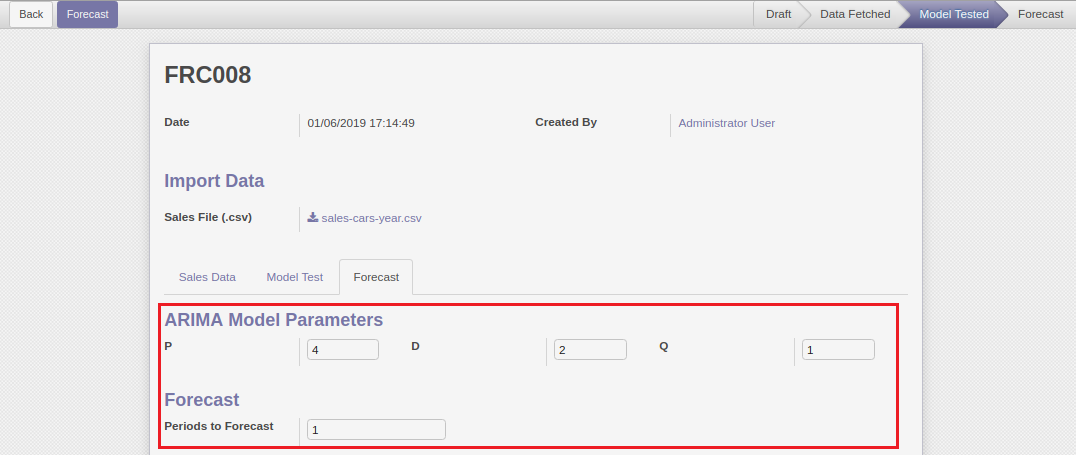 Back Forecast Draft Data Fetched Model Tested Forecast
FRC008
Date 01/06/2019 17:14:49 Created By Administrator User
Import Data
Sales File (.csv) sales-cars-year.csv
Sales Data Model Test Forecast
ARIMA Model Parameters
P 4 D 2 Q 1
Forecast
Periods to Forecast 1